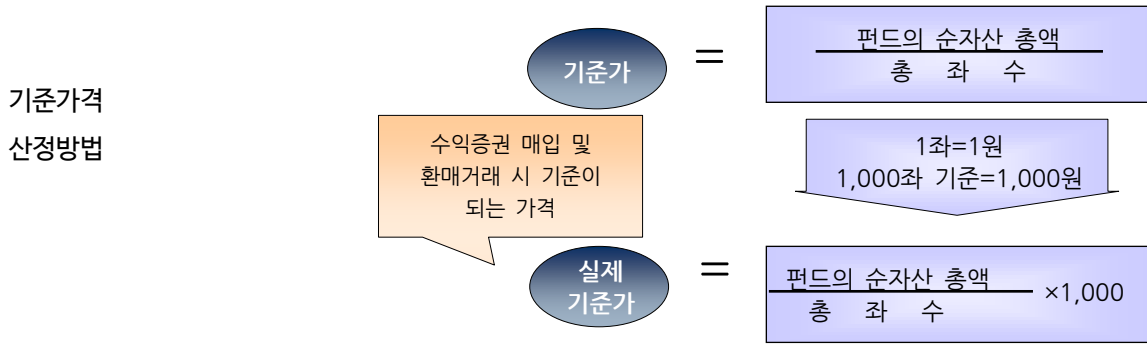 기준가격
산정방법
기준가
=
펀드의 순자산 총액
총 좌 수
수익증권 매입 및
환매거래 시 기준이
되는 가격
1좌=1원
1,000좌 기준=1,000원
실제
기준가
=
펀드의 순자산 총액
총 좌 수
×1,000